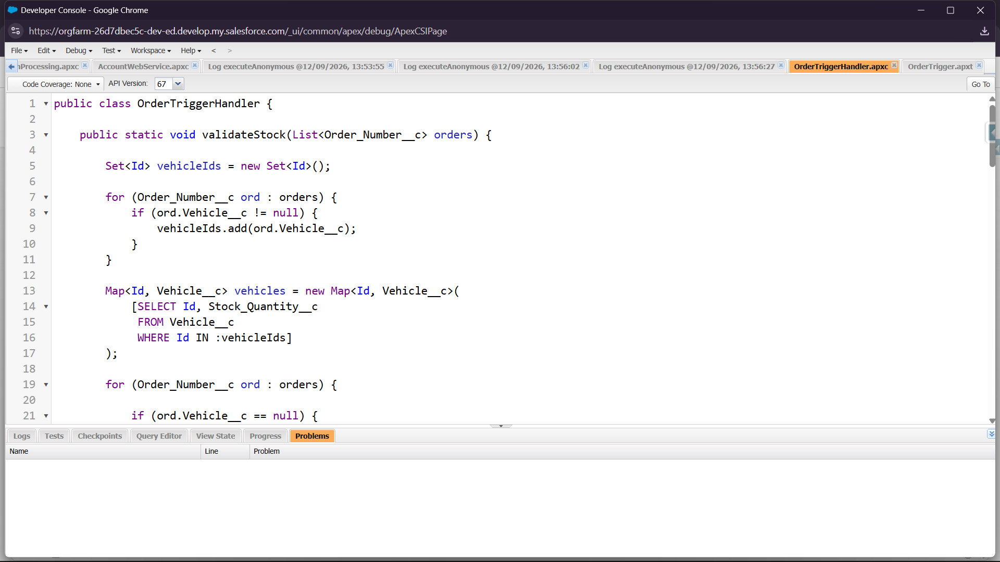 Developer Console - Google Chrome
https://orgfarm-26d7dbec5c-dev-ed.develop.my.salesforce.com/_ui/common/apex/debug/ApexCSIPage
File Edit Debug Test Workspace Help < >
nProcessing.apxc AccountWebService.apxc Log executeAnonymous @12/09/2026, 13:53:55 Log executeAnonymous @12/09/2026, 13:56:02 Log executeAnonymous @12/09/2026, 13:56:27 OrderTriggerHandler.apxc OrderTrigger.apxt
Code Coverage: None API Version: 67 Go To
1 public class OrderTriggerHandler {
2
3 public static void validateStock(List<Order_Number__c> orders) {
4
5 Set<Id> vehicleIds = new Set<Id>();
6
7 for (Order_Number__c ord : orders) {
8 if (ord.Vehicle__c != null) {
9 vehicleIds.add(ord.Vehicle__c);
10 }
11 }
12
13 Map<Id, Vehicle__c> vehicles = new Map<Id, Vehicle__c>(
14 [SELECT Id, Stock_Quantity__c
15 FROM Vehicle__c
16 WHERE Id IN :vehicleIds]
17 );
18
19 for (Order_Number__c ord : orders) {
20
21 if (ord.Vehicle__c == null) {
Logs Tests Checkpoints Query Editor View State Progress Problems
Name Line Problem